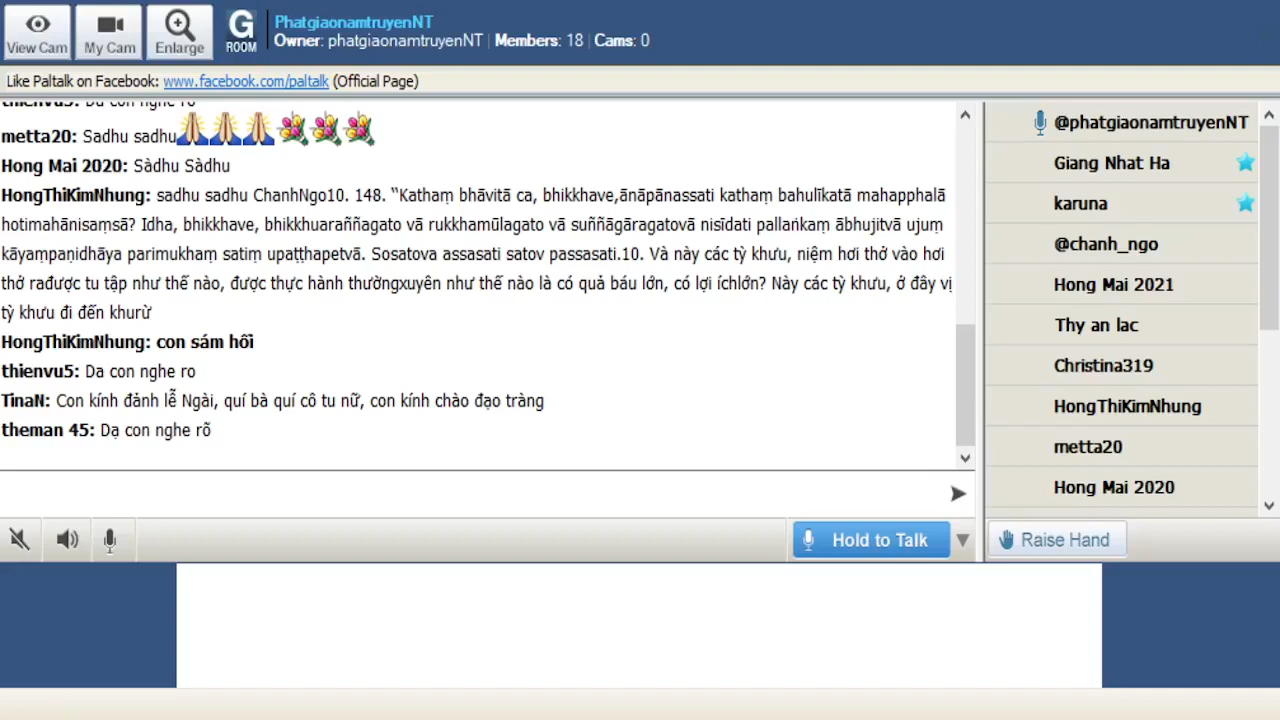 View Cam
My Cam
Enlarge
G
ROOM
PhatgiaonamtruyenNT
Owner: phatgiaonamtruyenNT | Members: 18 | Cams: 0
Like Paltalk on Facebook: www.facebook.com/paltalk (Official Page)
thienvu5: Da con nghe ro
metta20: Sadhu sadhu
Hong Mai 2020: Sàdhu Sàdhu
HongThiKimNhung: sadhu sadhu ChanhNgo10. 148. “Kathaṃ bhāvitā ca, bhikkhave,ānāpānassati kathaṃ bahulīkatā mahapphalā
hotimahānisaṃsā? Idha, bhikkhave, bhikkhuaraññagato vā rukkhamūlagato vā suññāgāragatovā nisīdati pallaṅkaṃ ābhujitvā ujuṃ
kāyaṃpaṇidhāya parimukhaṃ satiṃ upaṭṭhapetvā. Sosatova assasati satov passasati.10. Và này các tỳ khưu, niệm hơi thở vào hơi
thở rađược tu tập như thế nào, được thực hành thườngxuyên như thế nào là có quả báu lớn, có lợi íchlớn? Này các tỳ khưu, ở đây vị
tỳ khưu đi đến khurừ
HongThiKimNhung: con sám hối
thienvu5: Da con nghe ro
TinaN: Con kính đảnh lễ Ngài, quí bà quí cô tu nữ, con kính chào đạo tràng
theman 45: Dạ con nghe rõ
Hold to Talk
@phatgiaonamtruyenNT
Giang Nhat Ha
karuna
@chanh_ngo
Hong Mai 2021
Thy an lac
Christina319
HongThiKimNhung
metta20
Hong Mai 2020
Raise Hand